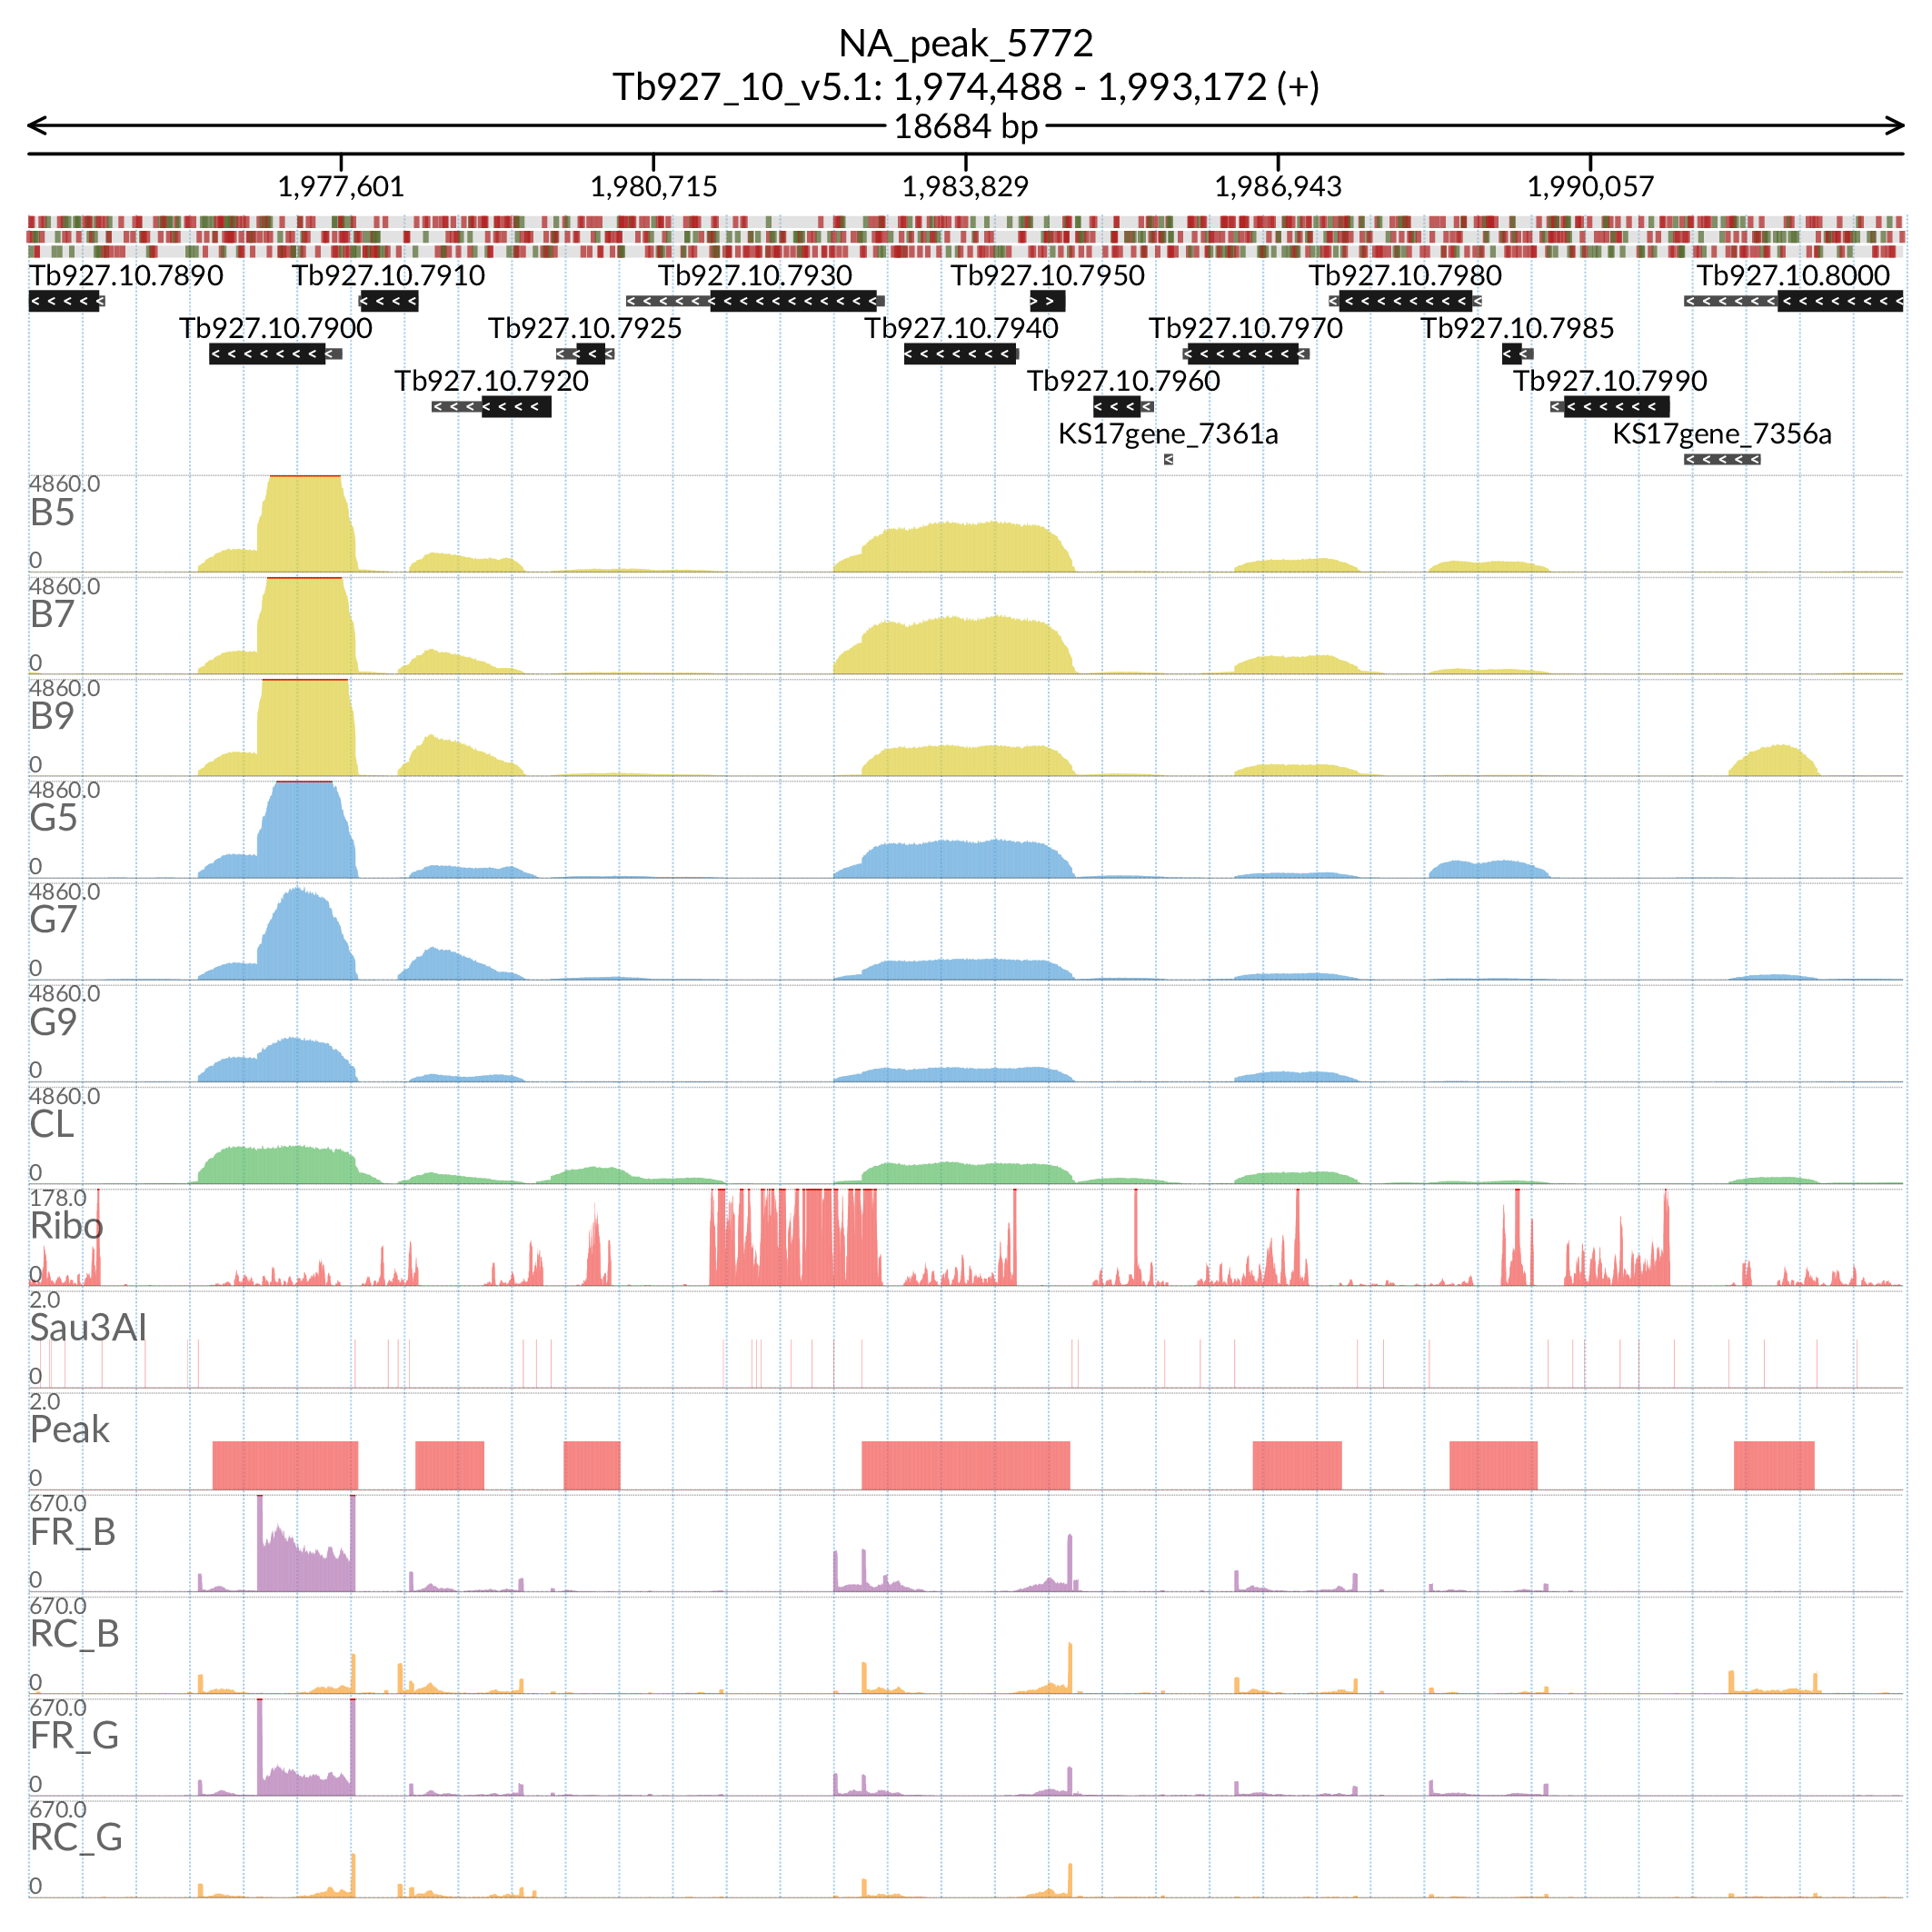 NA_peak_5772
Tb927_10_v5.1: 1,974,488 - 1,993,172 (+)
18684 bp
1,977,601 1,980,715 1,983,829 1,986,943 1,990,057
Tb927.10.7890 Tb927.10.7910 Tb927.10.7930 Tb927.10.7950 Tb927.10.7980 Tb927.10.8000
Tb927.10.7900 Tb927.10.7925 Tb927.10.7940 Tb927.10.7970 Tb927.10.7985
Tb927.10.7920 Tb927.10.7960 Tb927.10.7990
KS17gene_7361a KS17gene_7356a
4860.0
B5
0
4860.0
B7
0
4860.0
B9
0
4860.0
G5
0
4860.0
G7
0
4860.0
G9
0
4860.0
CL
0
178.0
Ribo
0
2.0
Sau3AI
0
2.0
Peak
0
670.0
FR_B
0
670.0
RC_B
0
670.0
FR_G
0
670.0
RC_G
0